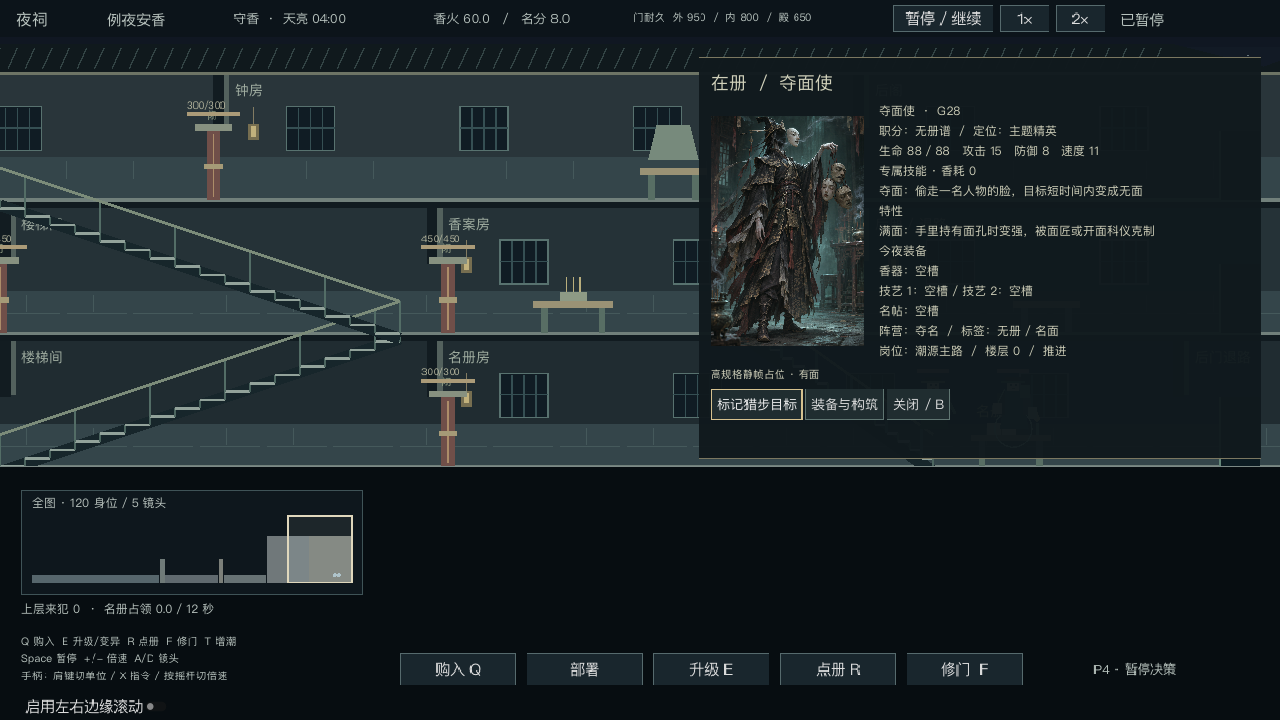 夜祠
例夜安香
守香 · 天亮 04:00
香火 60.0 / 名分 8.0
门耐久 外 950 / 内 800 / 殿 650
暂停 / 继续
1×
2×
已暂停
钟房
300/300
楼梯
50
香案房
450/450
楼梯间
名册房
300/300
在册 / 夺面使
夺面使 · G28
职分：无册谱 / 定位：主题精英
生命 88 / 88 攻击 15 防御 8 速度 11
专属技能 · 香耗 0
夺面：偷走一名人物的脸，目标短时间内变成无面
特性
满面：手里持有面孔时变强，被面匠或开面科仪克制
今夜装备
香器：空槽
技艺 1：空槽 / 技艺 2：空槽
名帖：空槽
阵营：夺名 / 标签：无册 / 名面
岗位：潮源主路 / 楼层 0 / 推进
高规格静帧占位 · 有面
标记猎步目标
装备与构筑
关闭 / B
全图 · 120 身位 / 5 镜头
上层来犯 0 · 名册占领 0.0 / 12 秒
Q 购入 E 升级/变异 R 点册 F 修门 T 增潮
Space 暂停 +/− 倍速 A/D 镜头
手柄：肩键切单位 / X 指令 / 按摇杆切倍速
启用左右边缘滚动
购入 Q
部署
升级 E
点册 R
修门 F
P4 - 暂停决策